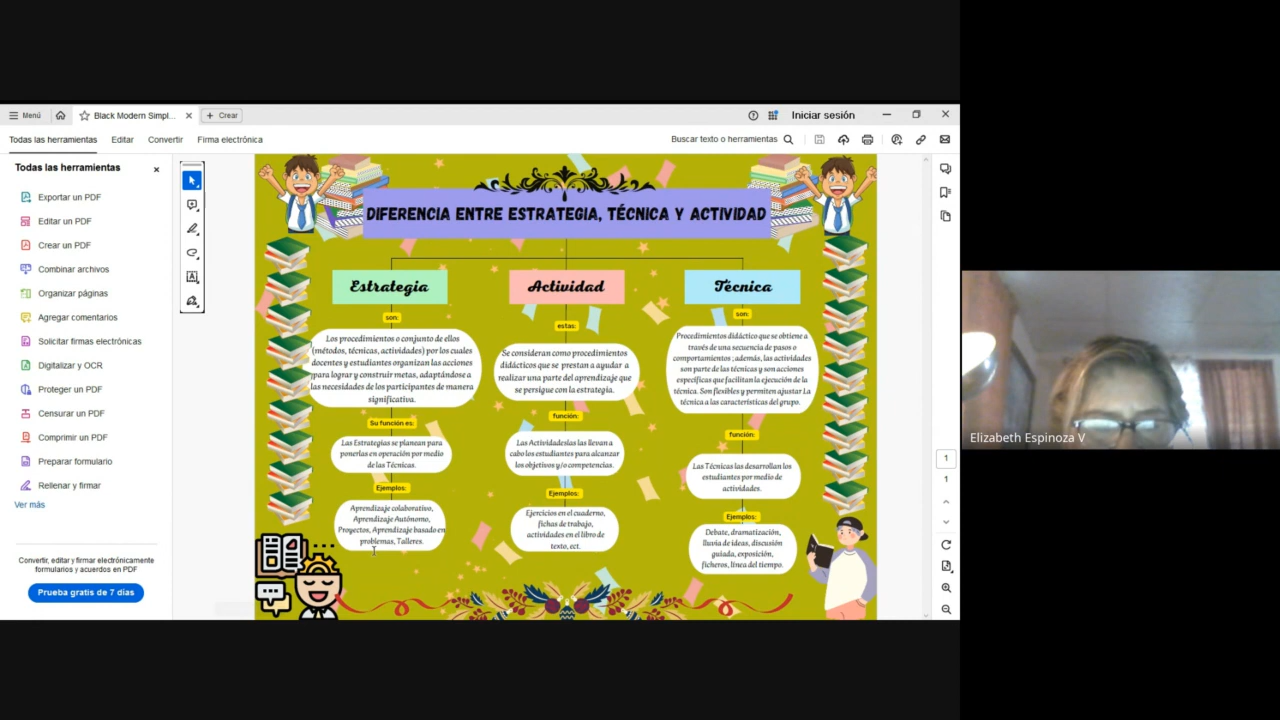 Menú
Black Modern Simpl...
Crear
Iniciar sesión
Todas las herramientas
Editar
Convertir
Firma electrónica
Buscar texto o herramientas
Todas las herramientas
Exportar un PDF
Editar un PDF
Crear un PDF
Combinar archivos
Organizar páginas
Agregar comentarios
Solicitar firmas electrónicas
Digitalizar y OCR
Proteger un PDF
Censurar un PDF
Comprimir un PDF
Preparar formulario
Rellenar y firmar
Ver más
Convertir, editar y firmar electrónicamente
formularios y acuerdos en PDF
Prueba gratis de 7 días
DIFERENCIA ENTRE ESTRATEGIA, TÉCNICA Y ACTIVIDAD
Estrategia
son:
Los procedimientos o conjunto de ellos
(métodos, técnicas, actividades) por los cuales
docentes y estudiantes organizan las acciones
para lograr y construir metas, adaptándose a
las necesidades de los participantes de manera
significativa.
Su función es:
Las Estrategias se planean para
ponerlas en operación por medio
de las Técnicas.
Ejemplos:
Aprendizaje colaborativo,
Aprendizaje Autónomo,
Proyectos, Aprendizaje basado en
problemas, Talleres.
Actividad
estas:
Se consideran como procedimientos
didácticos que se prestan a ayudar a
realizar una parte del aprendizaje que
se persigue con la estrategia.
función:
Las Actividadeslas las llevan a
cabo los estudiantes para alcanzar
los objetivos y/o competencias.
Ejemplos:
Ejercicios en el cuaderno,
fichas de trabajo,
actividades en el libro de
texto, ect.
Técnica
son:
Procedimientos didáctico que se obtiene a
través de una secuencia de pasos o
comportamientos ; además, las actividades
son parte de las técnicas y son acciones
específicas que facilitan la ejecución de la
técnica. Son flexibles y permiten ajustar La
técnica a las características del grupo.
función:
Las Técnicas las desarrollan los
estudiantes por medio de
actividades.
Ejemplos:
Debate, dramatización,
lluvia de ideas, discusión
guiada, exposición,
ficheros, línea del tiempo.
1
1
Elizabeth Espinoza V